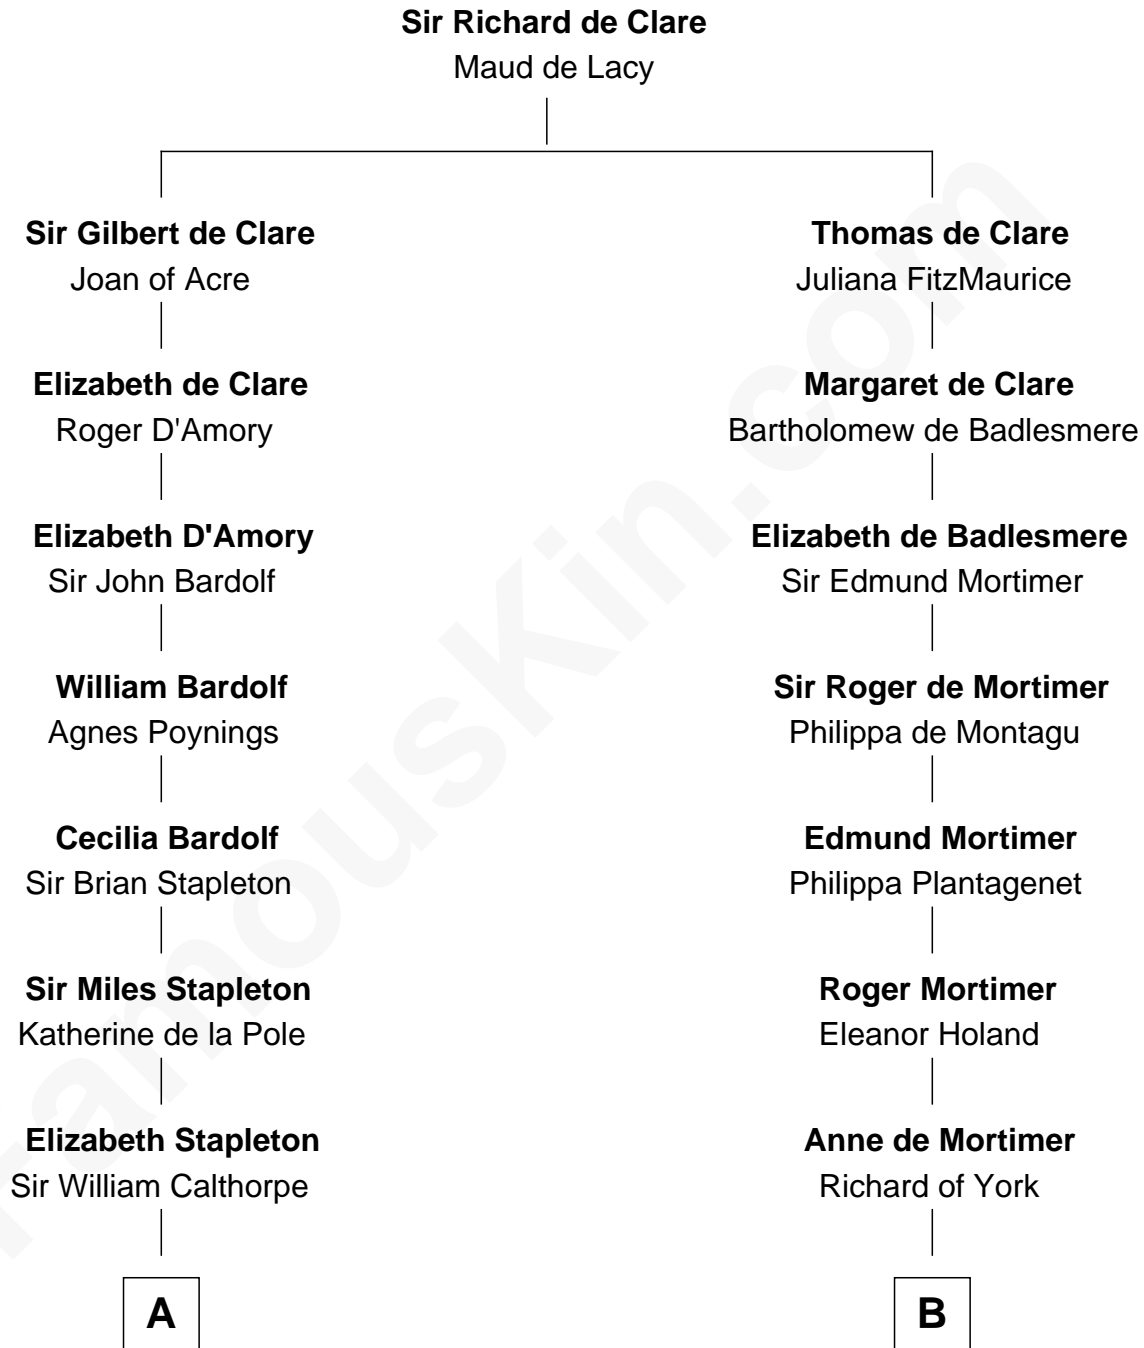 Sir Richard de Clare
Maud de Lacy
Sir Gilbert de Clare
Joan of Acre
Thomas de Clare
Juliana FitzMaurice
Elizabeth de Clare
Roger D'Amory
Margaret de Clare
Bartholomew de Badlesmere
Elizabeth D'Amory
Sir John Bardolf
Elizabeth de Badlesmere
Sir Edmund Mortimer
William Bardolf
Agnes Poynings
Sir Roger de Mortimer
Philippa de Montagu
Cecilia Bardolf
Sir Brian Stapleton
Edmund Mortimer
Philippa Plantagenet
Sir Miles Stapleton
Katherine de la Pole
Roger Mortimer
Eleanor Holand
Elizabeth Stapleton
Sir William Calthorpe
Anne de Mortimer
Richard of York
A
B
FamousKin.com